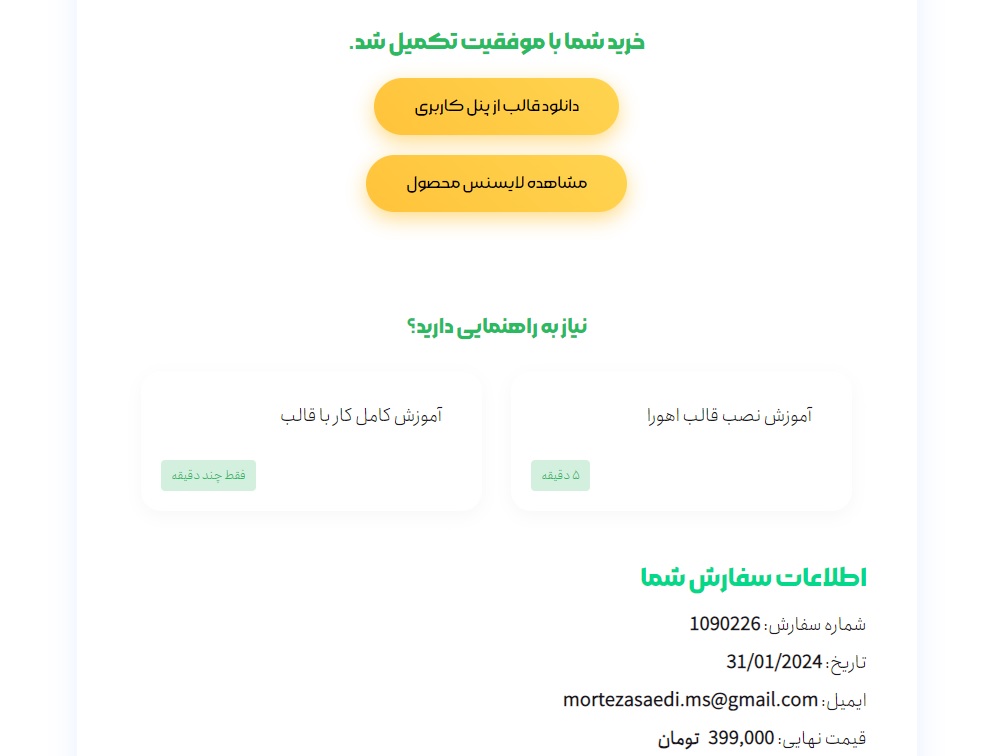 خرید شما با موفقیت تکمیل شد.
دانلود قالب از پنل کاربری
مشاهده لایسنس محصول
نیاز به راهنمایی دارید؟
آموزش نصب قالب اهورا
۵ دقیقه
آموزش کامل کار با قالب
فقط چند دقیقه
اطلاعات سفارش شما
شماره سفارش: 1090226
تاریخ: 31/01/2024
ایمیل: mortezasaedi.ms@gmail.com
قیمت نهایی: 399,000 تومان